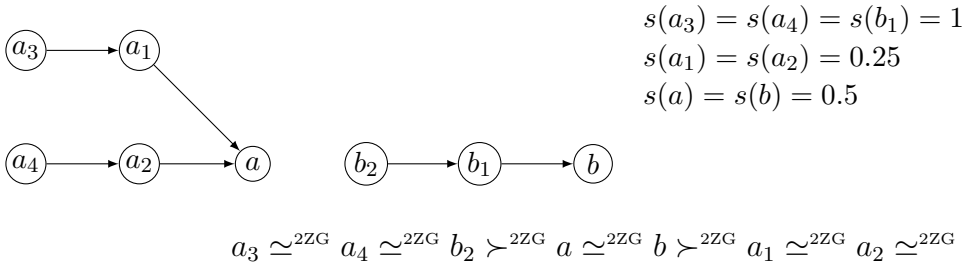 s(a₃) = s(a₄) = s(b₁) = 1
a₃ a₁
s(a₁) = s(a₂) = 0.25
s(a) = s(b) = 0.5
a₄ a₂ a b₂ b₁ b
a₃ ≃²ᶻᴳ a₄ ≃²ᶻᴳ b₂ ≻²ᶻᴳ a ≃²ᶻᴳ b ≻²ᶻᴳ a₁ ≃²ᶻᴳ a₂ ≃²ᶻᴳ